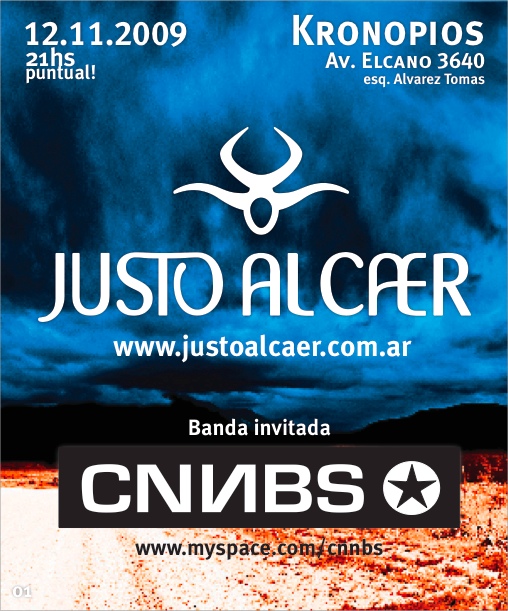 12.11.2009
21hs
puntual!
KRONOPIOS
AV. ELCANO 3640
esq. Alvarez Tomas
JUSTO AL CAER
www.justoalcaer.com.ar
Banda invitada
CNИBS
www.myspace.com/cnnbs
01